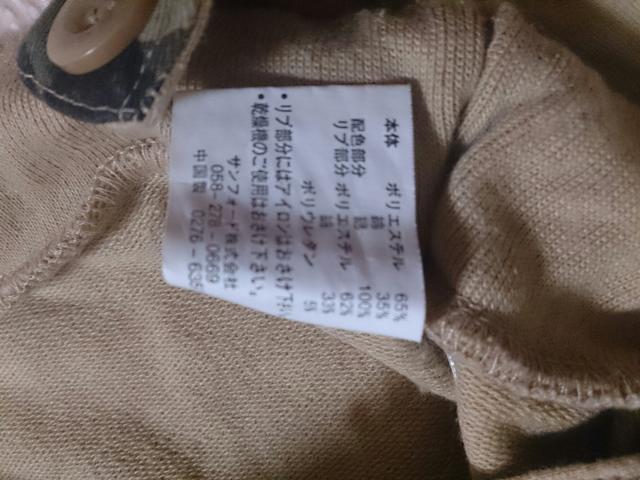 本体 ポリエステル 65%
綿 35%
配色部分 綿 100%
リブ部分 ポリエステル 62%
綿 33%
ポリウレタン 5%
・リブ部分にはアイロンはおさけ下さい
・乾燥機のご使用はおさけ下さい。
サンフォード株式会社
058-278-0669
中国製 0276-635